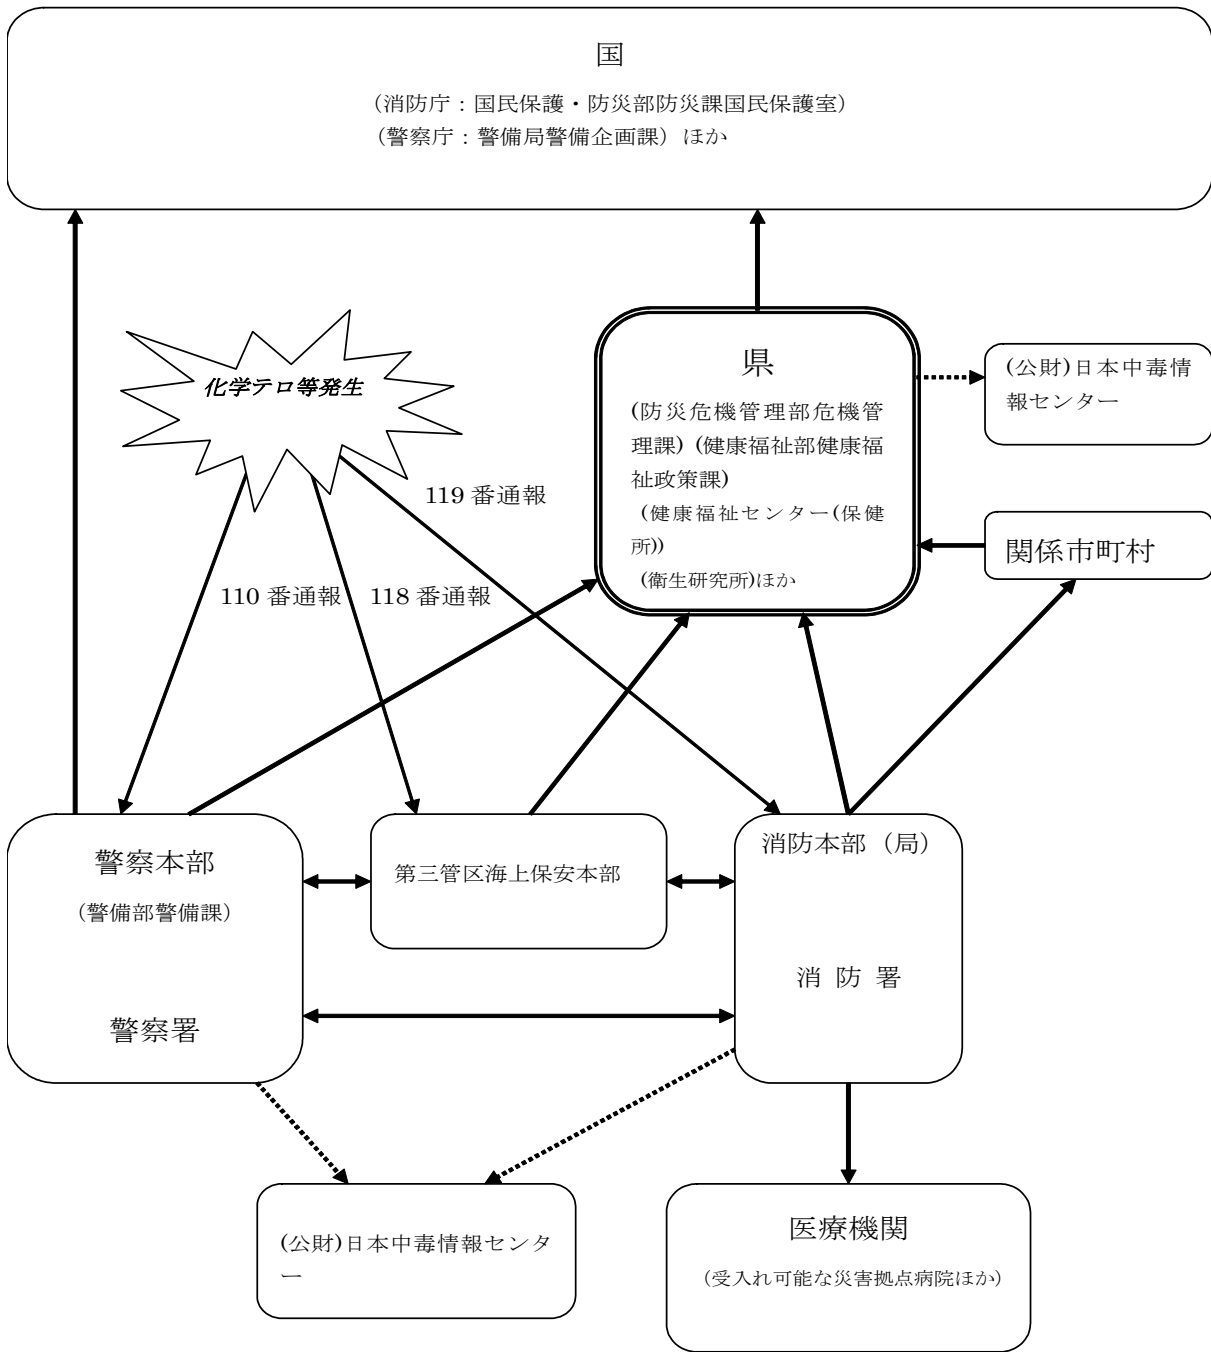 国
（消防庁：国民保護・防災部防災課国民保護室）
（警察庁：警備局警備企画課）ほか
化学テロ等発生
県
(防災危機管理部危機管
理課) (健康福祉部健康福
祉政策課)
(健康福祉センター(保健
所))
(衛生研究所)ほか
(公財)日本中毒情
報センター
119 番通報
関係市町村
110 番通報
118 番通報
警察本部
（警備部警備課）
警察署
第三管区海上保安本部
消防本部（局）
消 防 署
(公財)日本中毒情報センタ
ー
医療機関
（受入れ可能な災害拠点病院ほか）